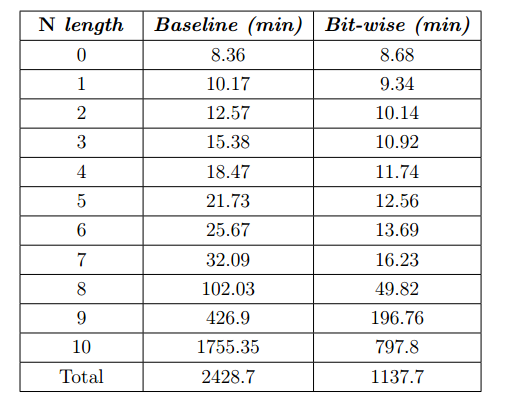 N length Baseline (min) Bit-wise (min)
0 8.36 8.68
1 10.17 9.34
2 12.57 10.14
3 15.38 10.92
4 18.47 11.74
5 21.73 12.56
6 25.67 13.69
7 32.09 16.23
8 102.03 49.82
9 426.9 196.76
10 1755.35 797.8
Total 2428.7 1137.7